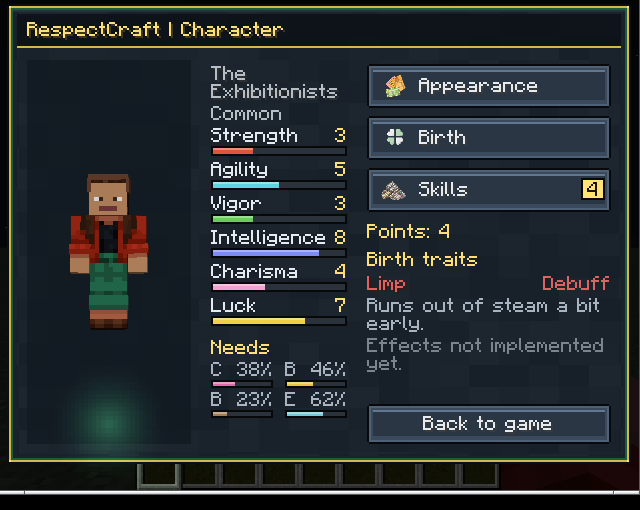 RespectCraft | Character
The
Exhibitionists
Common
Strength 3
Agility 5
Vigor 3
Intelligence 8
Charisma 4
Luck 7
Needs
C 38% B 46%
B 23% E 62%
Appearance
Birth
Skills 4
Points: 4
Birth traits
Limp Debuff
Runs out of steam a bit
early.
Effects not implemented
yet.
Back to game